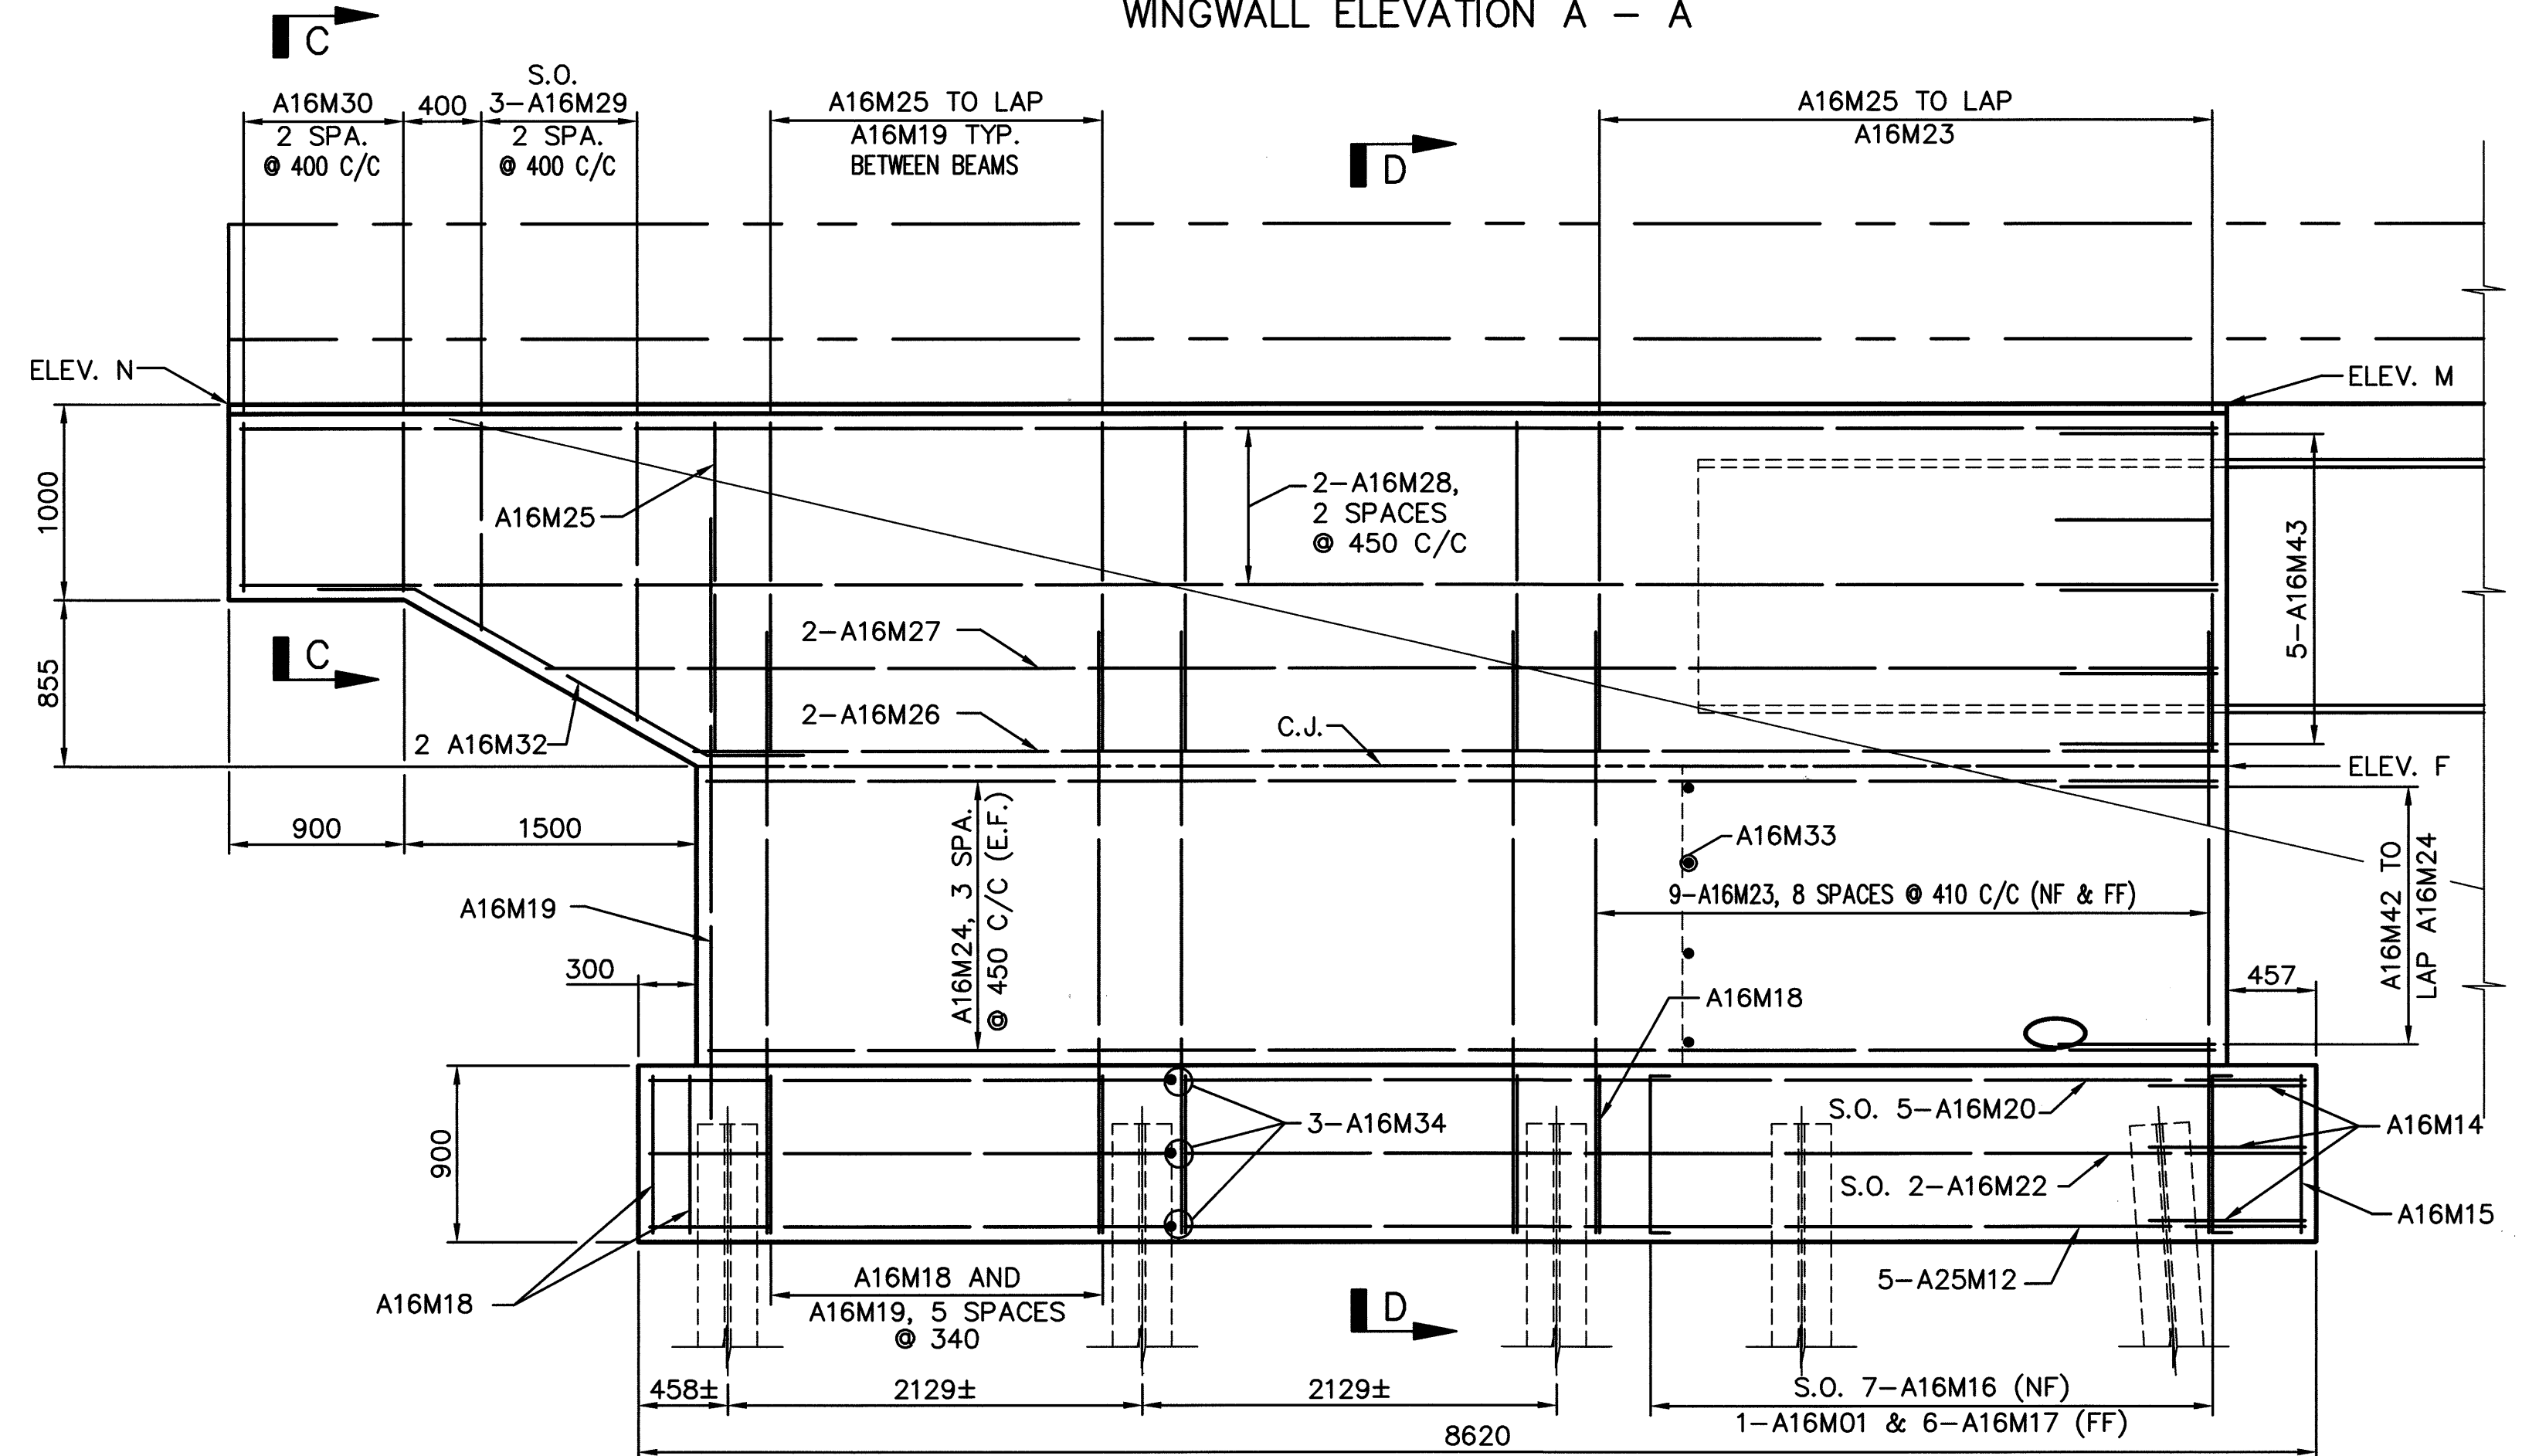 WINGWALL ELEVATION A – A
C
S.O.
A16M30
400
3-A16M29
A16M25 TO LAP
A16M25 TO LAP
2 SPA.
2 SPA.
A16M19 TYP.
A16M23
@ 400 C/C
@ 400 C/C
BETWEEN BEAMS
D
ELEV. N
ELEV. M
1000
A16M25
2-A16M28,
2 SPACES
@ 450 C/C
5-A16M43
C
855
2-A16M27
2-A16M26
2 A16M32
C.J.
ELEV. F
900
1500
A16M24, 3 SPA.
@ 450 C/C (E.F.)
A16M33
9-A16M23, 8 SPACES @ 410 C/C (NF & FF)
A16M42 TO
LAP A16M24
A16M19
300
A16M18
457
900
3-A16M34
S.O. 5-A16M20
A16M14
S.O. 2-A16M22
A16M15
A16M18
A16M18 AND
A16M19, 5 SPACES
@ 340
D
5-A25M12
458±
2129±
2129±
S.O. 7-A16M16 (NF)
1-A16M01 & 6-A16M17 (FF)
8620